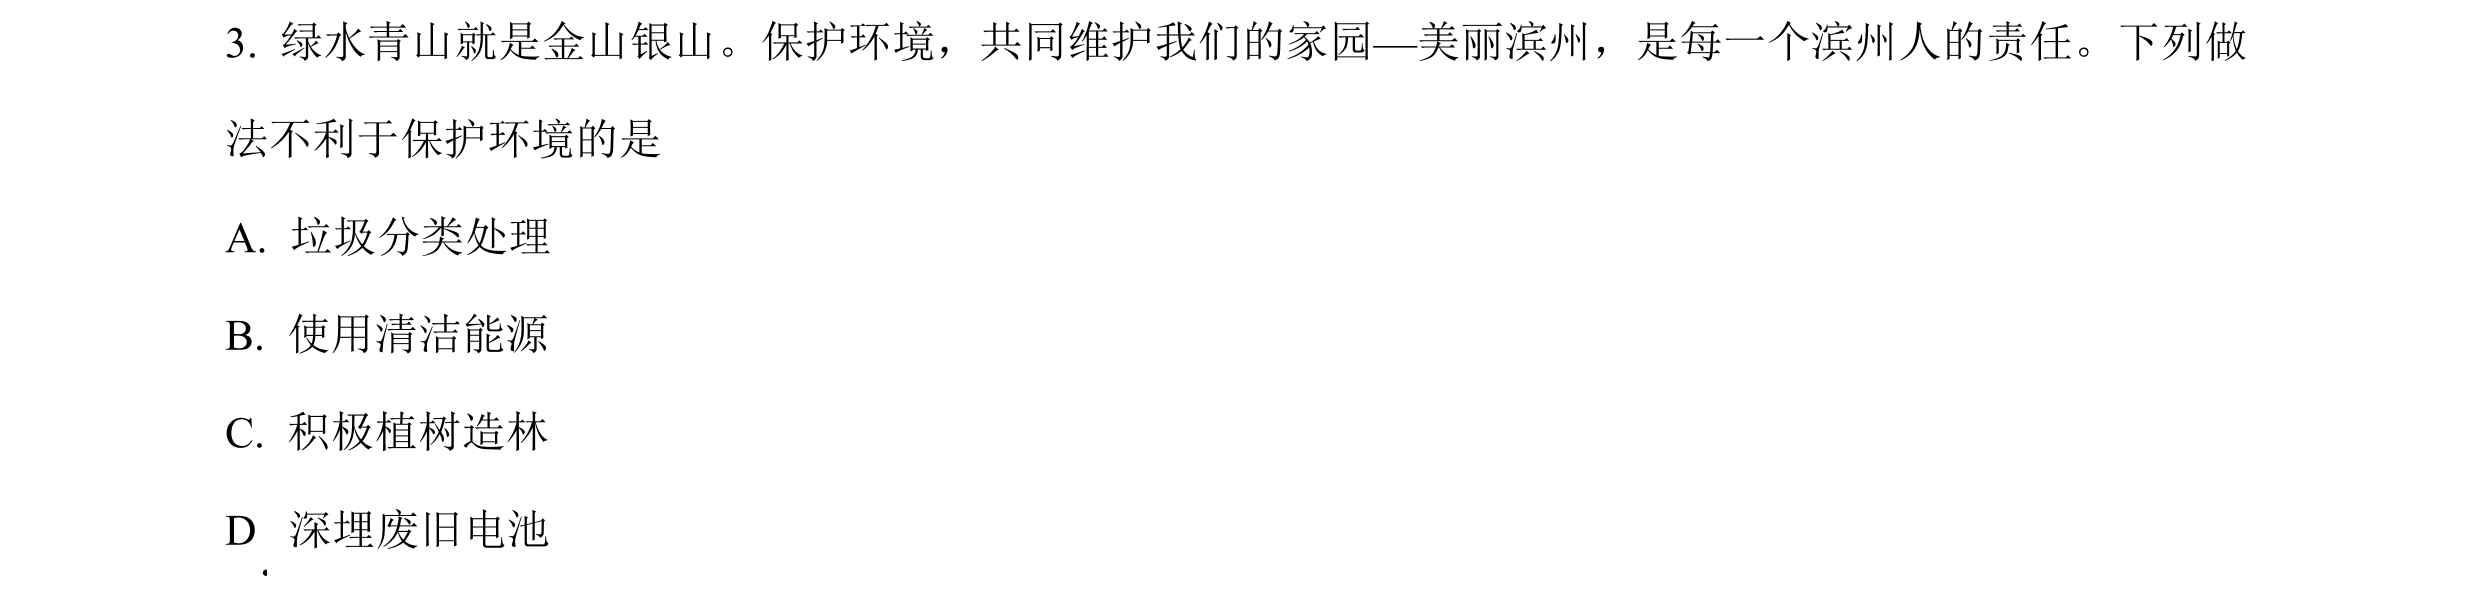 3. 绿水青山就是金山银山。保护环境，共同维护我们的家园—美丽滨州，是每一个滨州人的责任。下列做
法不利于保护环境的是
A. 垃圾分类处理
B. 使用清洁能源
C. 积极植树造林
D 深埋废旧电池
.